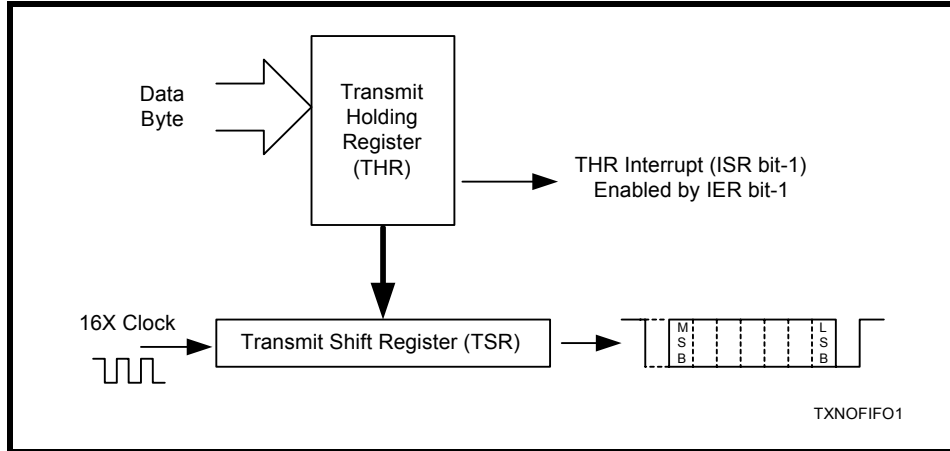 Data
Byte
Transmit
Holding
Register
(THR)
THR Interrupt (ISR bit-1)
Enabled by IER bit-1
16X Clock
Transmit Shift Register (TSR)
M
S
B
L
S
B
TXNOFIFO1